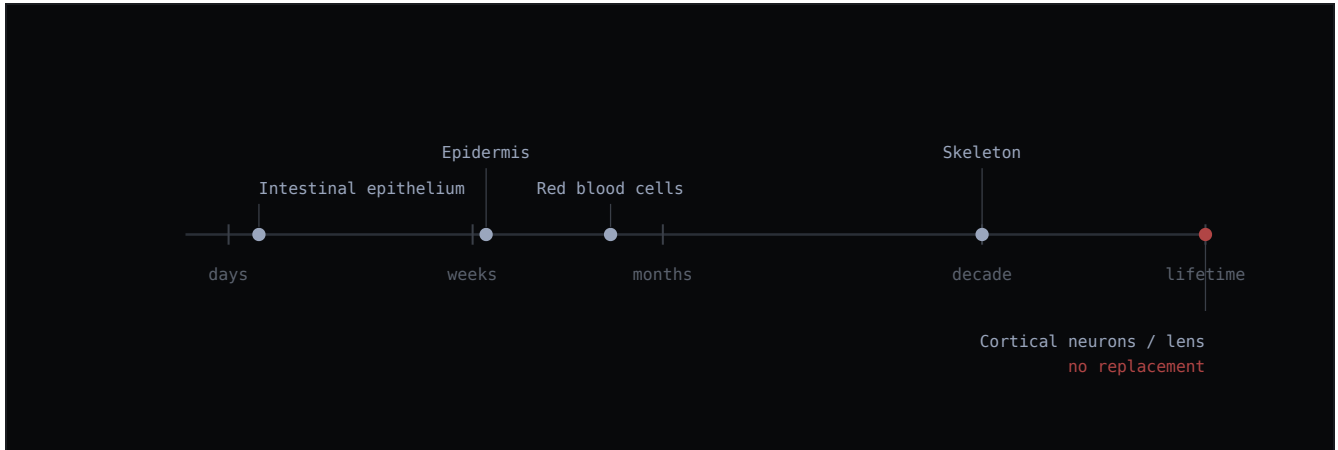 Epidermis
Skeleton
Intestinal epithelium
Red blood cells
days
weeks
months
decade
lifetime
Cortical neurons / lens
no replacement